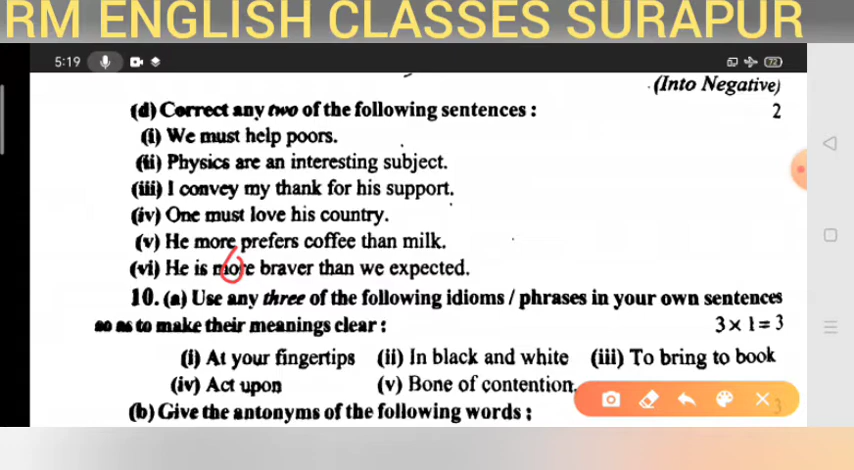 RM ENGLISH CLASSES SURAPUR
5:19
72
(Into Negative)
(d) Correct any two of the following sentences : 2
(i) We must help poors.
(ii) Physics are an interesting subject.
(iii) I convey my thank for his support.
(iv) One must love his country.
(v) He more prefers coffee than milk.
(vi) He is more braver than we expected.
10. (a) Use any three of the following idioms / phrases in your own sentences
so as to make their meanings clear : 3 × 1 = 3
(i) At your fingertips (ii) In black and white (iii) To bring to book
(iv) Act upon (v) Bone of contention.
(b) Give the antonyms of the following words : 3